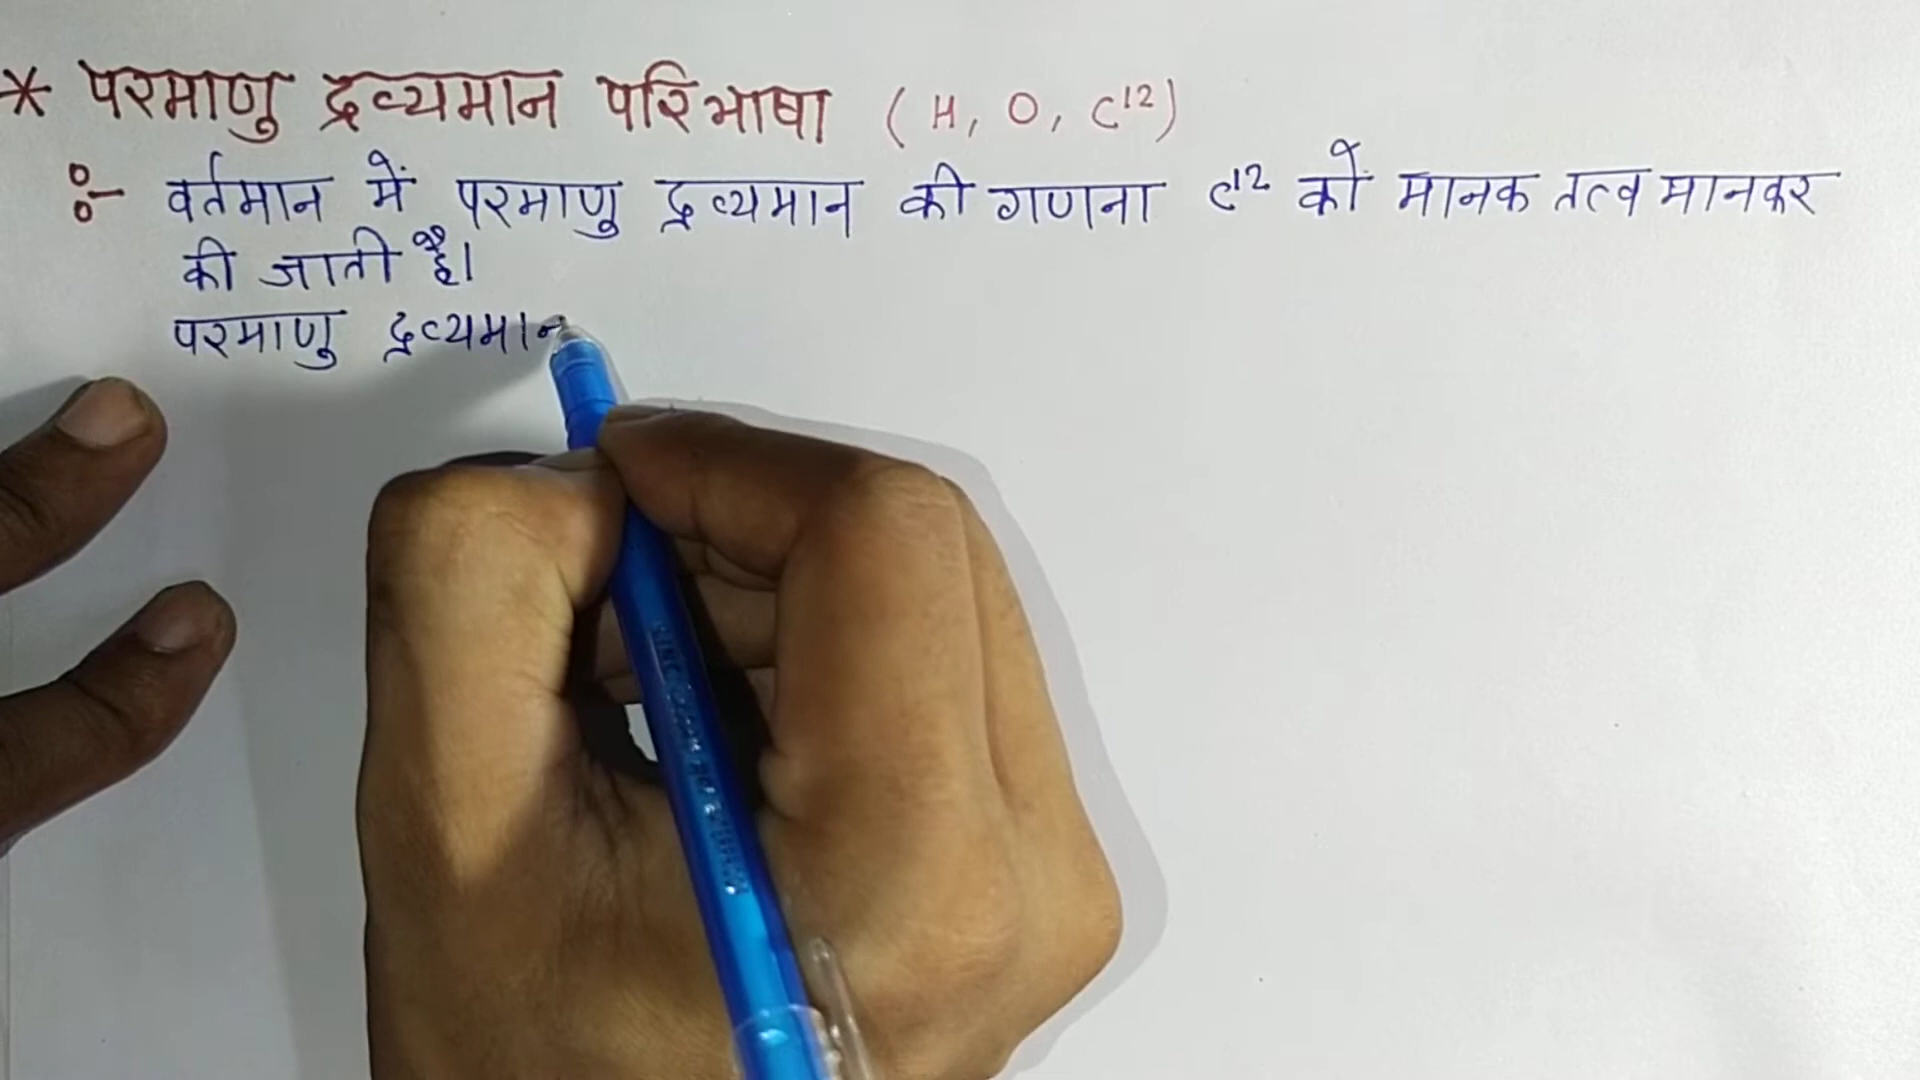 * परमाणु द्रव्यमान परिभाषा ( H, O, C¹²)
:- वर्तमान में परमाणु द्रव्यमान की गणना C¹² को मानक तत्व मानकर
की जाती है।
परमाणु द्रव्यमान